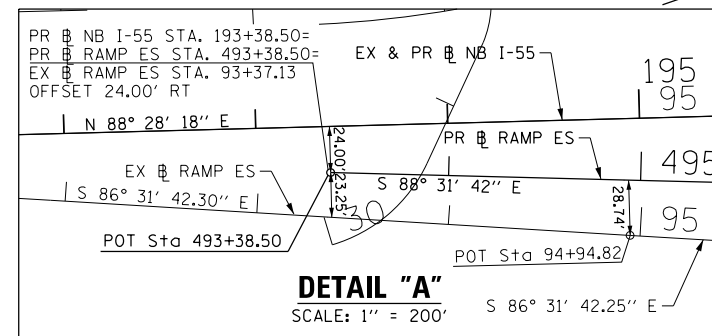 PR ℄ NB I-55 STA. 193+38.50=
PR ℄ RAMP ES STA. 493+38.50=
EX ℄ RAMP ES STA. 93+37.13
OFFSET 24.00' RT
EX & PR ℄ NB I-55
195
95
N 88° 28' 18'' E
24.00'
PR ℄ RAMP ES
EX ℄ RAMP ES
S 88° 31' 42'' E
495
S 86° 31' 42.30'' E
23.25'
28.74'
30
95
POT Sta 493+38.50
POT Sta 94+94.82
DETAIL "A"
SCALE: 1'' = 200'
S 86° 31' 42.25'' E